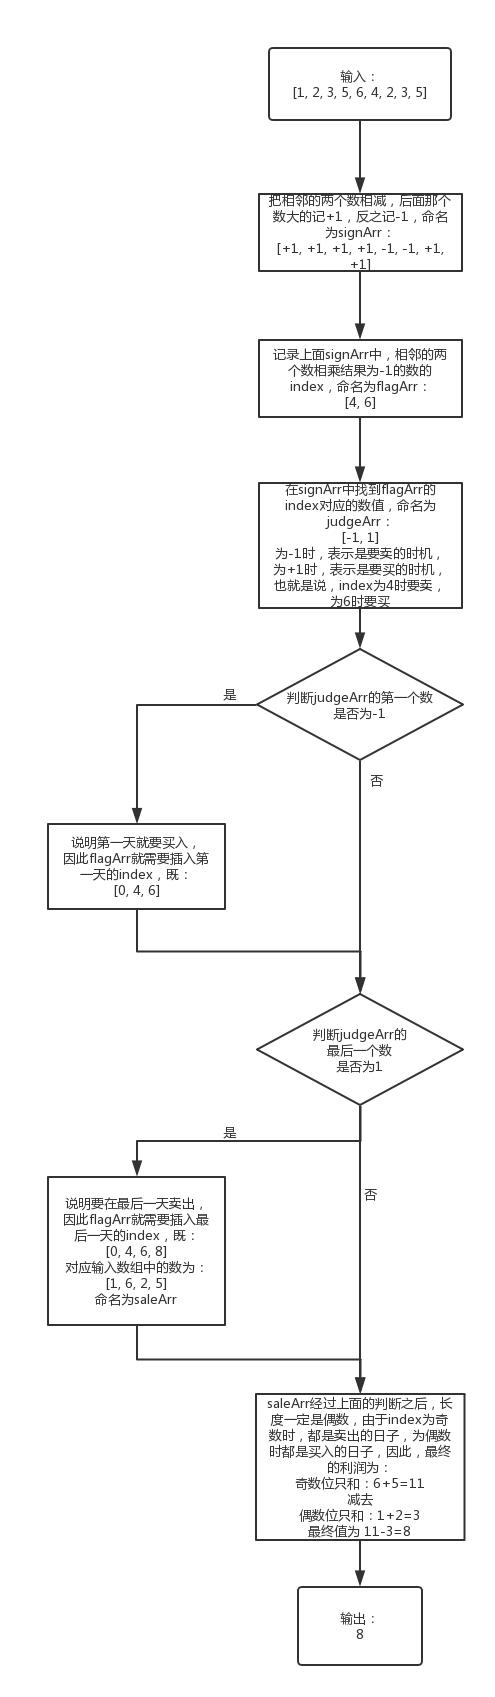 输入：
[1, 2, 3, 5, 6, 4, 2, 3, 5]
把相邻的两个数相减，后面那个
数大的记+1，反之记-1，命名
为signArr：
[+1, +1, +1, +1, -1, -1, +1,
+1]
记录上面signArr中，相邻的两
个数相乘结果为-1的数的
index，命名为flagArr：
[4, 6]
在signArr中找到flagArr的
index对应的数值，命名为
judgeArr：
[-1, 1]
为-1时，表示是要卖的时机，
为+1时，表示是要买的时机，
也就是说，index为4时要卖，
为6时要买
判断judgeArr的第一个数
是否为-1
是
否
说明第一天就要买入，
因此flagArr就需要插入第
一天的index，既：
[0, 4, 6]
判断judgeArr的
最后一个数
是否为1
是
否
说明要在最后一天卖出，
因此flagArr就需要插入最
后一天的index，既：
[0, 4, 6, 8]
对应输入数组中的数为：
[1, 6, 2, 5]
命名为saleArr
saleArr经过上面的判断之后，长
度一定是偶数，由于index为奇
数时，都是卖出的日子，为偶数
时都是买入的日子，因此，最终
的利润为：
奇数位只和：6+5=11
减去
偶数位只和：1+2=3
最终值为 11-3=8
输出：
8